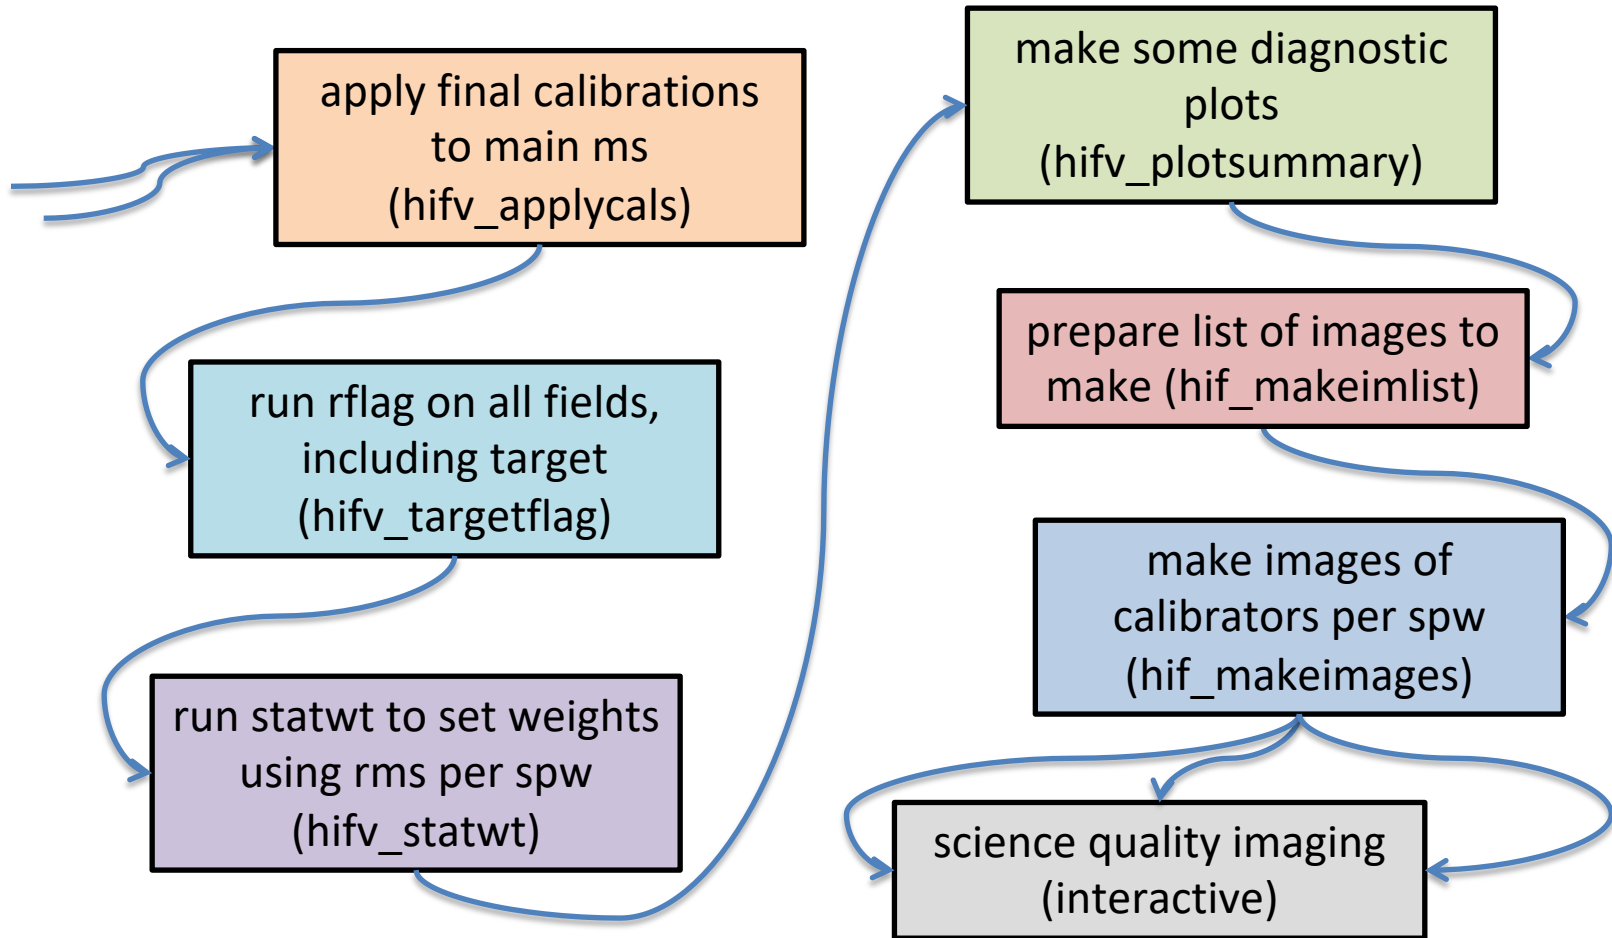 apply final calibrations
to main ms
(hifv_applycals)
run rflag on all fields,
including target
(hifv_targetflag)
run statwt to set weights
using rms per spw
(hifv_statwt)
make some diagnostic
plots
(hifv_plotsummary)
prepare list of images to
make (hif_makeimlist)
make images of
calibrators per spw
(hif_makeimages)
science quality imaging
(interactive)